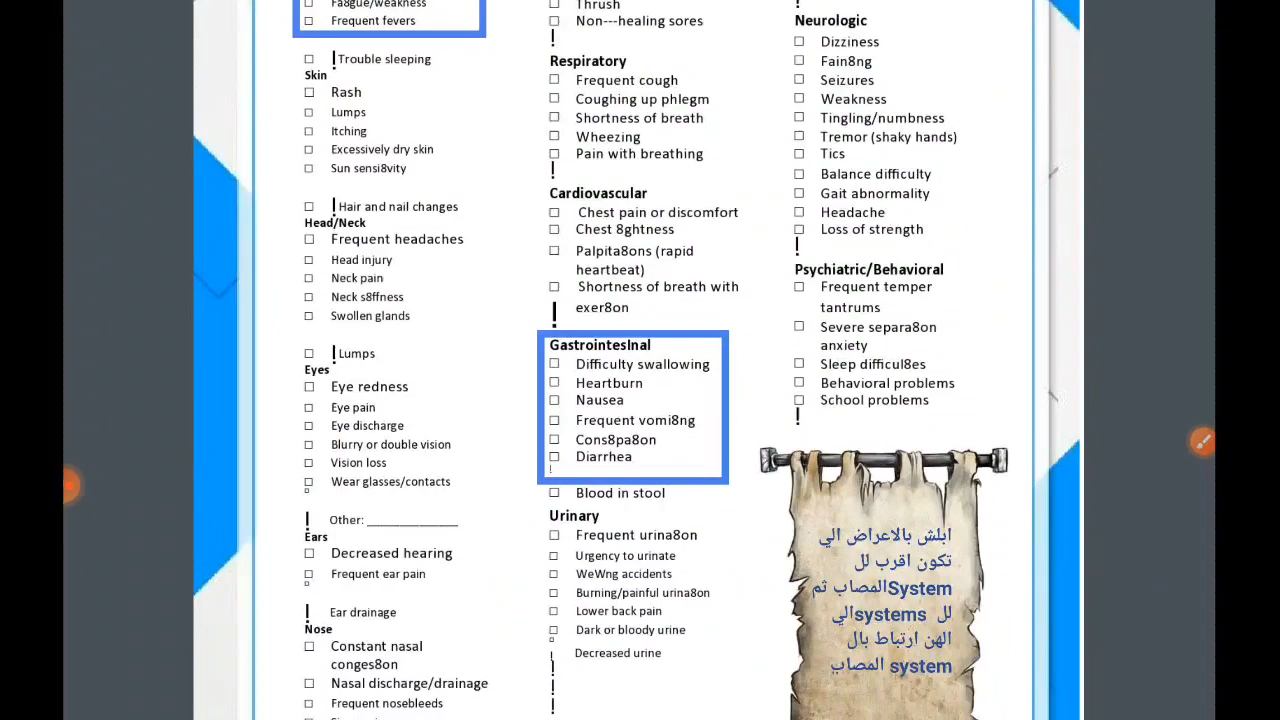 Fa8gue/weakness
Frequent fevers
!Trouble sleeping
Skin
Rash
Lumps
Itching
Excessively dry skin
Sun sensi8vity
!Hair and nail changes
Head/Neck
Frequent headaches
Head injury
Neck pain
Neck s8ffness
Swollen glands
!Lumps
Eyes
Eye redness
Eye pain
Eye discharge
Blurry or double vision
Vision loss
Wear glasses/contacts
! Other: ______________
Ears
Decreased hearing
Frequent ear pain
! Ear drainage
Nose
Constant nasal
conges8on
Nasal discharge/drainage
Frequent nosebleeds
Thrush
Non---healing sores
!
Respiratory
Frequent cough
Coughing up phlegm
Shortness of breath
Wheezing
Pain with breathing
!
Cardiovascular
Chest pain or discomfort
Chest 8ghtness
Palpita8ons (rapid
heartbeat)
Shortness of breath with
! exer8on
GastrointesInal
Difficulty swallowing
Heartburn
Nausea
Frequent vomi8ng
Cons8pa8on
Diarrhea
!
Blood in stool
Urinary
Frequent urina8on
Urgency to urinate
WeWng accidents
Burning/painful urina8on
Lower back pain
Dark or bloody urine
! Decreased urine
!
!
!
Neurologic
Dizziness
Fain8ng
Seizures
Weakness
Tingling/numbness
Tremor (shaky hands)
Tics
Balance difficulty
Gait abnormality
Headache
Loss of strength
!
Psychiatric/Behavioral
Frequent temper
tantrums
Severe separa8on
anxiety
Sleep difficul8es
Behavioral problems
School problems
!
ابلش بالاعراض الي
تكون اقرب لل
Systemالمصاب ثم
لل systemsالي
الهن ارتباط بال
system المصاب